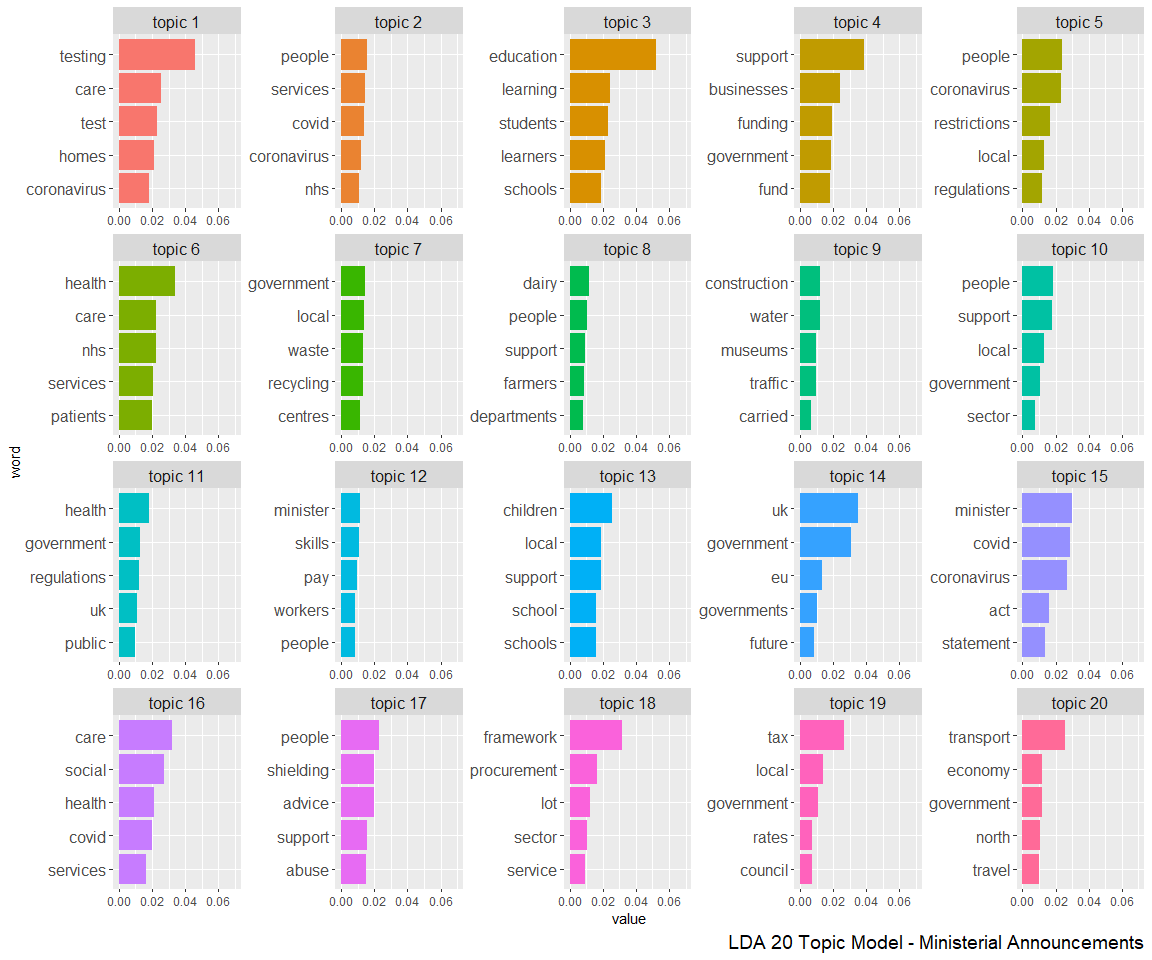 topic 1
testing
care
test
homes
coronavirus
0.00 0.02 0.04 0.06
topic 2
people
services
covid
coronavirus
nhs
0.00 0.02 0.04 0.06
topic 3
education
learning
students
learners
schools
0.00 0.02 0.04 0.06
topic 4
support
businesses
funding
government
fund
0.00 0.02 0.04 0.06
topic 5
people
coronavirus
restrictions
local
regulations
0.00 0.02 0.04 0.06
topic 6
health
care
nhs
services
patients
0.00 0.02 0.04 0.06
topic 7
government
local
waste
recycling
centres
0.00 0.02 0.04 0.06
topic 8
dairy
people
support
farmers
departments
0.00 0.02 0.04 0.06
topic 9
construction
water
museums
traffic
carried
0.00 0.02 0.04 0.06
topic 10
people
support
local
government
sector
0.00 0.02 0.04 0.06
word
topic 11
health
government
regulations
uk
public
0.00 0.02 0.04 0.06
topic 12
minister
skills
pay
workers
people
0.00 0.02 0.04 0.06
topic 13
children
local
support
school
schools
0.00 0.02 0.04 0.06
topic 14
uk
government
eu
governments
future
0.00 0.02 0.04 0.06
topic 15
minister
covid
coronavirus
act
statement
0.00 0.02 0.04 0.06
topic 16
care
social
health
covid
services
0.00 0.02 0.04 0.06
topic 17
people
shielding
advice
support
abuse
0.00 0.02 0.04 0.06
topic 18
framework
procurement
lot
sector
service
0.00 0.02 0.04 0.06
topic 19
tax
local
government
rates
council
0.00 0.02 0.04 0.06
topic 20
transport
economy
government
north
travel
0.00 0.02 0.04 0.06
value
LDA 20 Topic Model - Ministerial Announcements